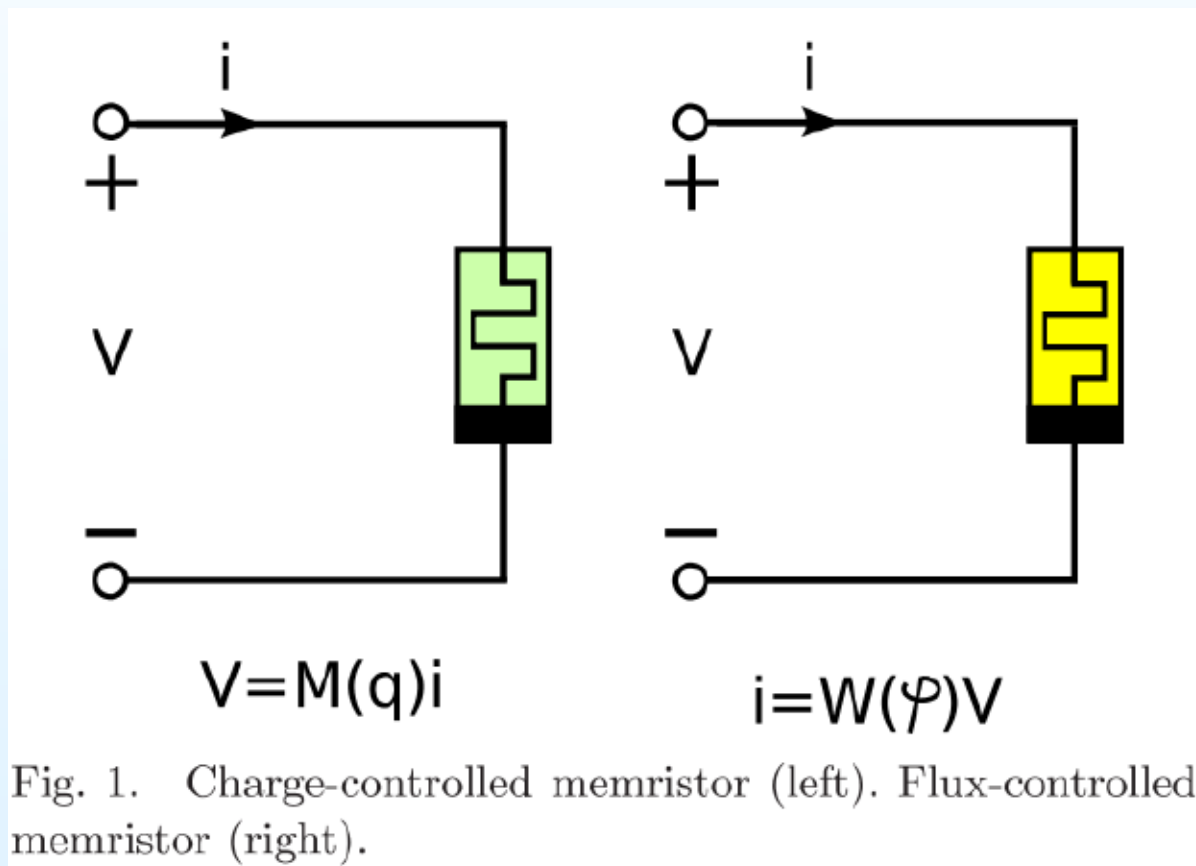 i i
+ +
V V
− −
V=M(q)i i=W(φ)V
Fig. 1. Charge-controlled memristor (left). Flux-controlled
memristor (right).